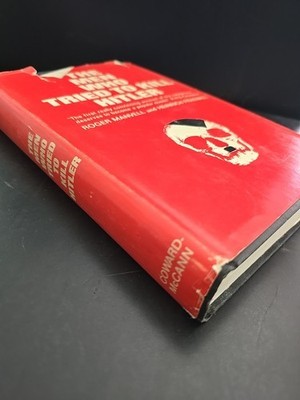 THE
MEN
WHO
TRIED TO KILL
HITLER
ROGER MANVELL and HEINRICH
THE
MEN
WHO
TRIED
TO
KILL
HITLER
COWARD-
McCANN